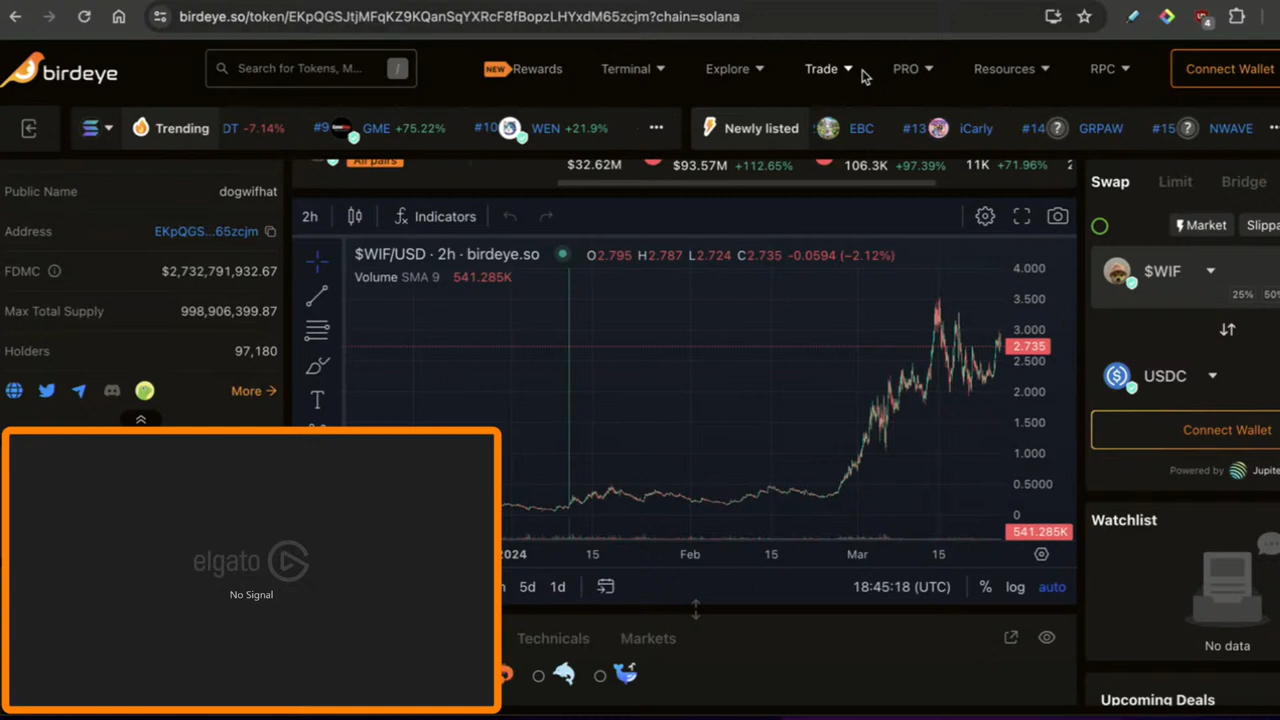 birdeye.so/token/EKpQGSJtjMFqKZ9KQanSqYXRcF8fBopzLHYxdM65zcjm?chain=solana
4
birdeye
Search for Tokens, M...
/
NEW Rewards
Terminal
Explore
Trade
PRO
Resources
RPC
Connect Wallet
Trending
DT -7.14%
#9 GME +75.22%
#10 WEN +21.9%
...
Newly listed
EBC
#13 iCarly
#14 ? GRPAW
#15 ? NWAVE
Public Name dogwifhat
Address EKpQGS...65zcjm
FDMC $2,732,791,932.67
Max Total Supply 998,906,399.87
Holders 97,180
More →
All pairs
$32.62M
$93.57M +112.65%
106.3K +97.39%
11K +71.96%
2h
fx Indicators
$WIF/USD · 2h · birdeye.so
O2.795 H2.787 L2.724 C2.735 -0.0594 (−2.12%)
Volume SMA 9 541.285K
T
4.000
3.500
3.000
2.735
2.500
2.000
1.500
1.000
0.5000
0
541.285K
2024
15
Feb
15
Mar
15
5d 1d
18:45:18 (UTC)
%
log
auto
Technicals
Markets
Swap
Limit
Bridge
Market
$WIF
25%
USDC
Connect Wallet
Powered by
Watchlist
No data
Upcoming Deals
elgato
No Signal